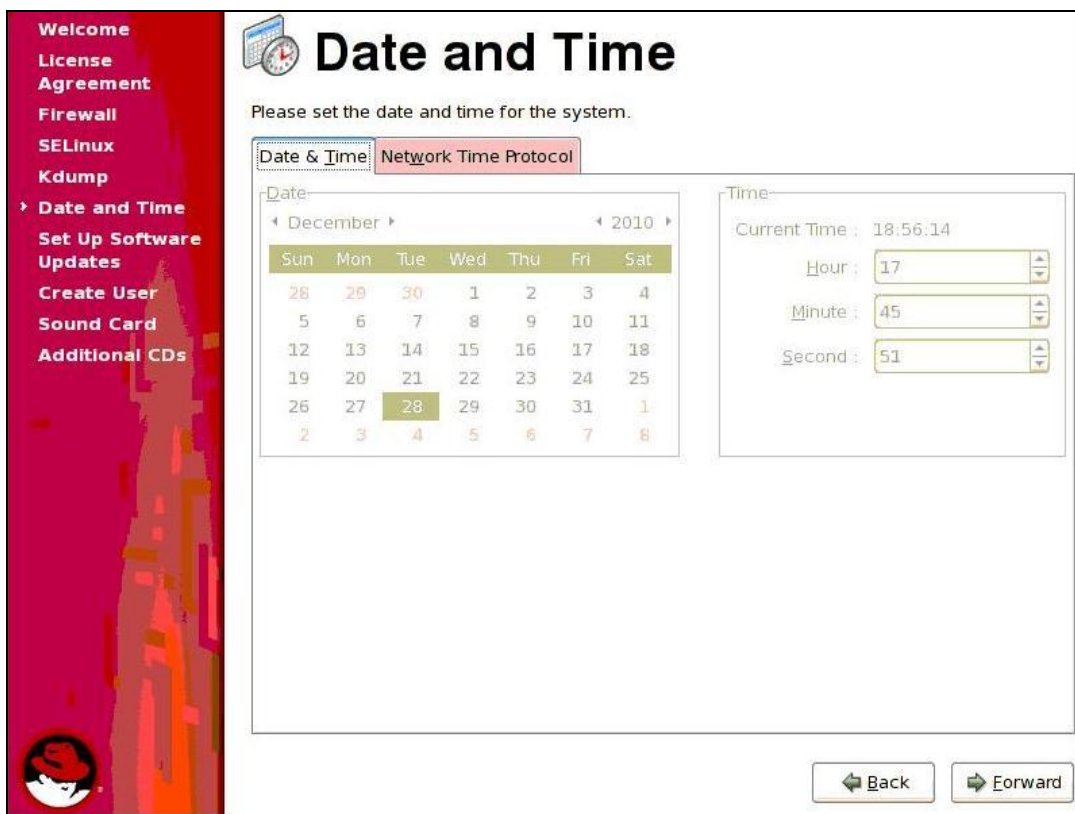 Welcome
License
Agreement
Firewall
SELinux
Kdump
Date and Time
Set Up Software
Updates
Create User
Sound Card
Additional CDs
Date and Time
Please set the date and time for the system.
Date & Time
Network Time Protocol
Date
December
2010
Sun Mon Tue Wed Thu Fri Sat
28 29 30 1 2 3 4
5 6 7 8 9 10 11
12 13 14 15 16 17 18
19 20 21 22 23 24 25
26 27 28 29 30 31 1
2 3 4 5 6 7 8
Time
Current Time : 18:56:14
Hour : 17
Minute : 45
Second : 51
Back
Forward